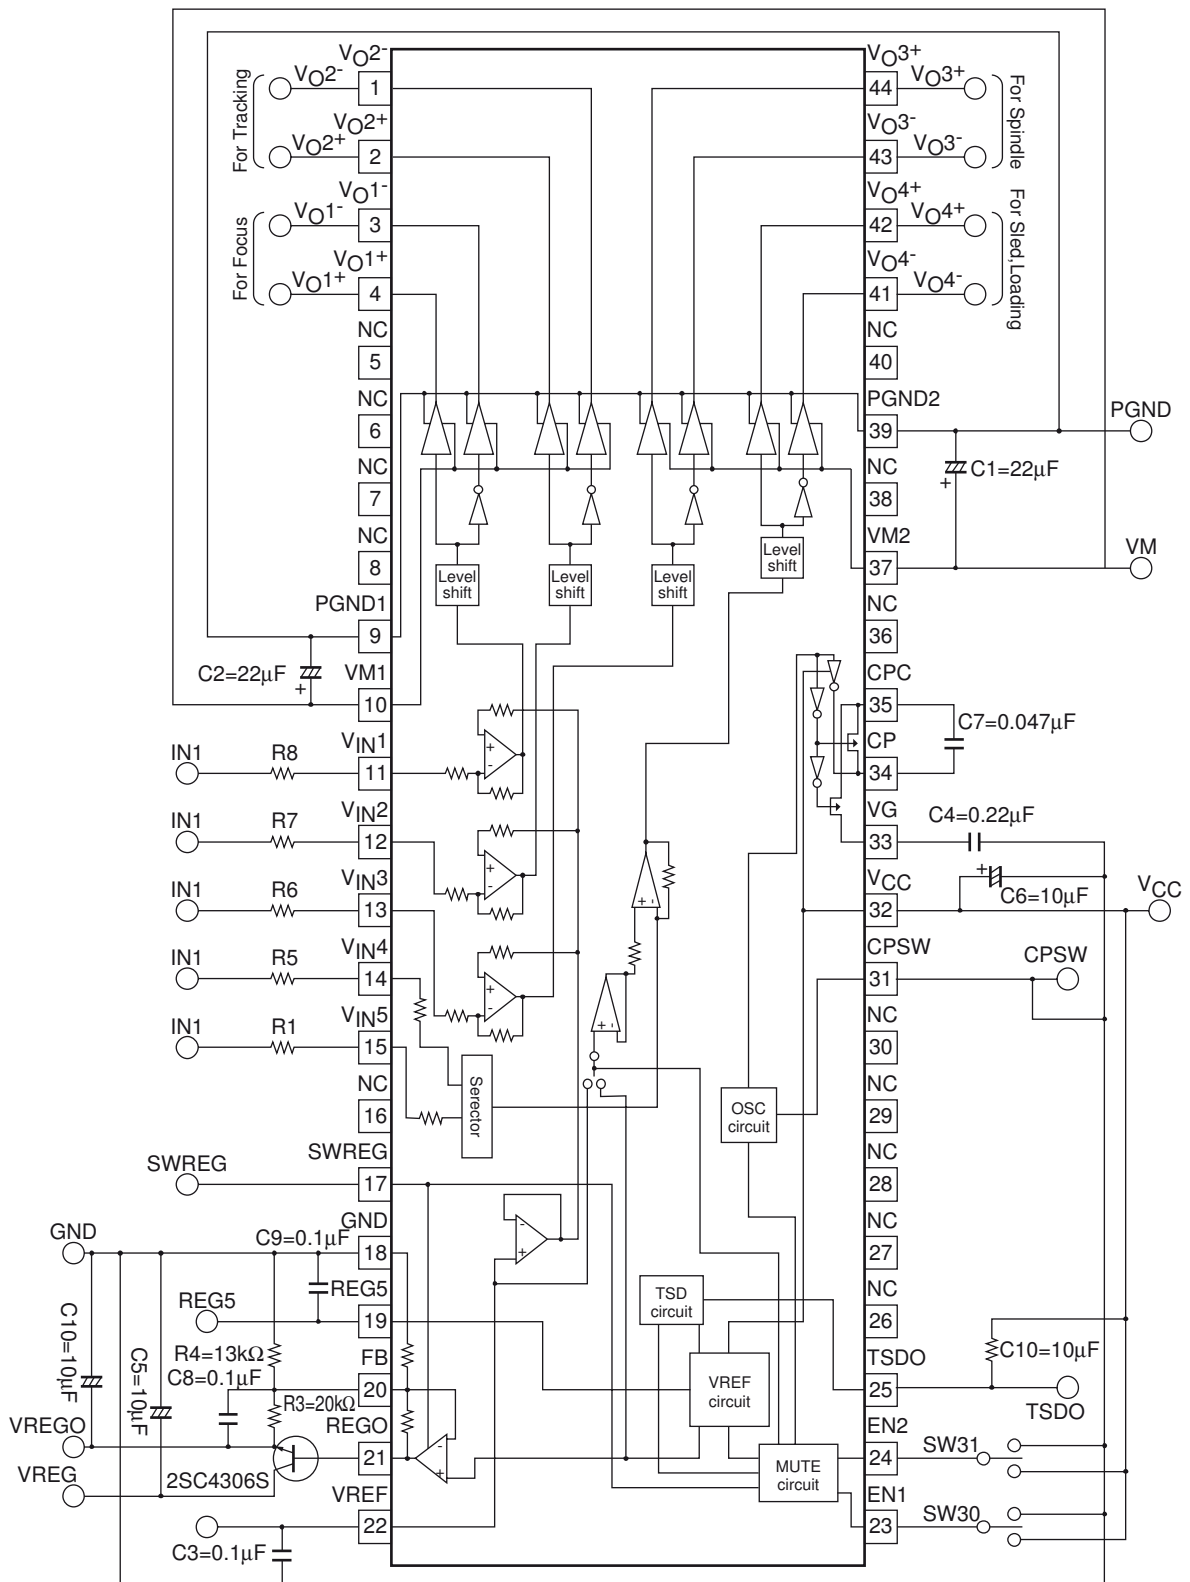 For Tracking
VO2-
VO2-
1
VO2+
VO2+
2
For Focus
VO1-
VO1-
3
VO1+
VO1+
4
NC
5
NC
6
NC
7
NC
8
PGND1
9
C2=22µF
+
VM1
10
IN1
R8
VIN1
11
IN1
R7
VIN2
12
IN1
R6
VIN3
13
IN1
R5
VIN4
14
IN1
R1
VIN5
15
NC
16
SWREG
SWREG
17
GND
GND
18
C9=0.1µF
REG5
REG5
19
C10=10µF
C5=10µF
R4=13kΩ
C8=0.1µF
FB
20
R3=20kΩ
VREGO
REGO
21
VREG
2SC4306S
VREF
22
C3=0.1µF
Level
shift
Level
shift
Level
shift
Level
shift
+
-
+
-
+
-
+ -
+ -
Serector
-
+
-
+
OSC
circuit
TSD
circuit
VREF
circuit
MUTE
circuit
VO3+
44
VO3+
VO3-
43
VO3-
For Spindle
VO4+
42
VO4+
VO4-
41
VO4-
For Sled,Loading
NC
40
PGND2
39
PGND
NC
38
C1=22µF
+
VM2
37
VM
NC
36
CPC
35
C7=0.047µF
CP
34
VG
33
C4=0.22µF
VCC
32
+
C6=10µF
VCC
CPSW
31
CPSW
NC
30
NC
29
NC
28
NC
27
NC
26
C10=10µF
TSDO
25
TSDO
EN2
24
SW31
EN1
23
SW30